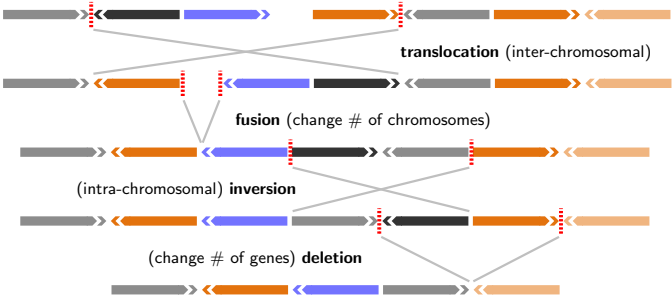 translocation (inter-chromosomal)
fusion (change # of chromosomes)
(intra-chromosomal) inversion
(change # of genes) deletion